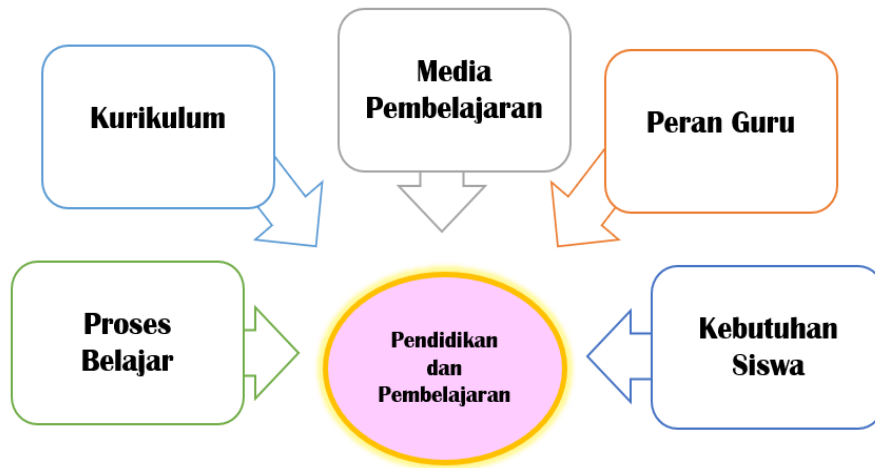 Kurikulum
Media
Pembelajaran
Peran Guru
Proses
Belajar
Pendidikan
dan
Pembelajaran
Kebutuhan
Siswa